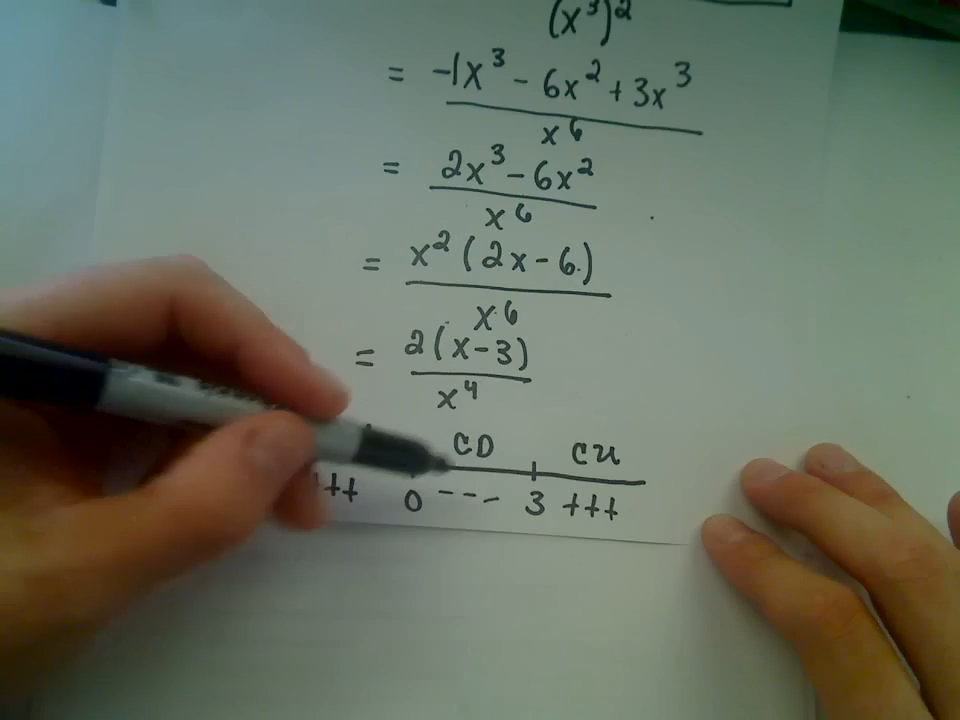 (x³)²
= -1x³ - 6x² + 3x³
x⁶
= 2x³ - 6x²
x⁶
= x² (2x - 6)
x⁶
= 2(x - 3)
x⁴
CD CU
+++ 0 --- 3 +++